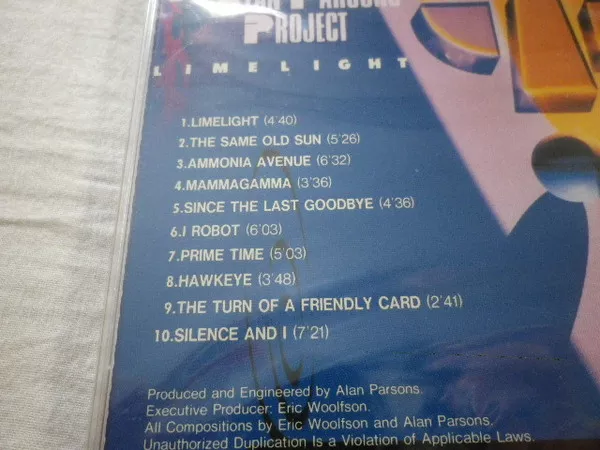 PARSONS
PROJECT
LIMELIGHT
1.LIMELIGHT (4'40)
2.THE SAME OLD SUN (5'26)
3.AMMONIA AVENUE (6'32)
4.MAMMAGAMMA (3'36)
5.SINCE THE LAST GOODBYE (4'36)
6.I ROBOT (6'03)
7.PRIME TIME (5'03)
8.HAWKEYE (3'48)
9.THE TURN OF A FRIENDLY CARD (2'41)
10.SILENCE AND I (7'21)
Produced and Engineered by Alan Parsons.
Executive Producer: Eric Woolfson.
All Compositions by Eric Woolfson and Alan Parsons.
Unauthorized Duplication Is a Violation of Applicable Laws.